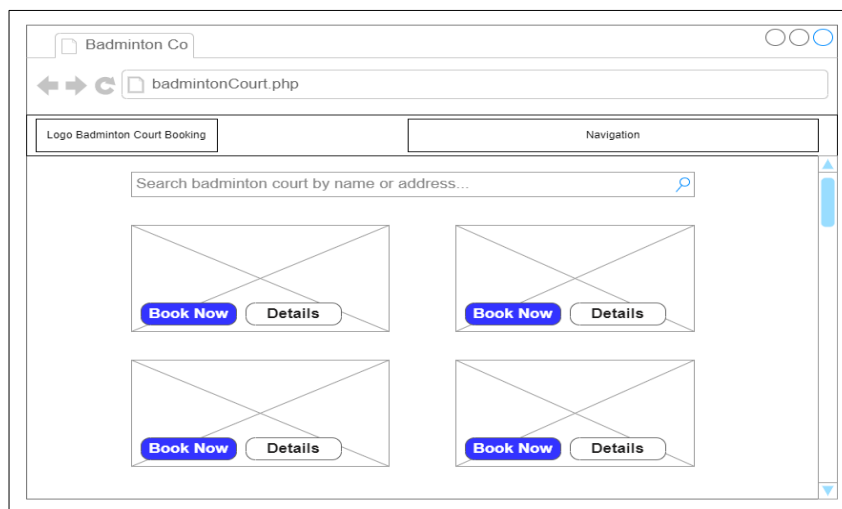 Badminton Co
badmintonCourt.php
Logo Badminton Court Booking
Navigation
Search badminton court by name or address...
Book Now Details
Book Now Details
Book Now Details
Book Now Details